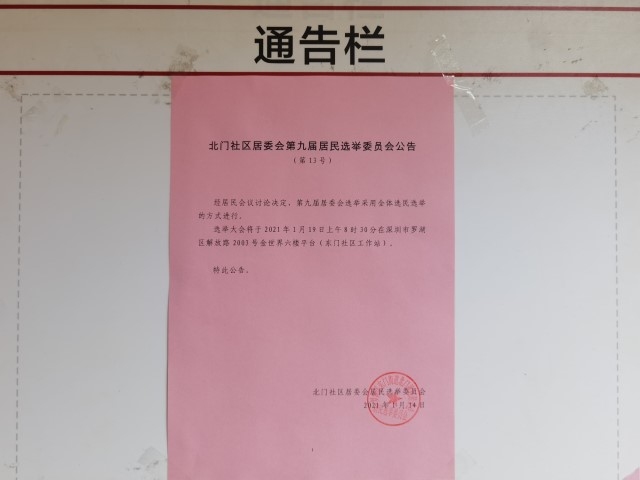 通告栏
北门社区居委会第九届居民选举委员会公告
（第13号）
经居民会议讨论决定，第九届居委会选举采用全体选民选举
的方式进行。
选举大会将于2021年1月19日上午8时30分在深圳市罗湖
区解放路2003号金世界六楼平台（东门社区工作站）。
特此公告。
北门社区居委会居民选举委员会
2021年1月14日
1